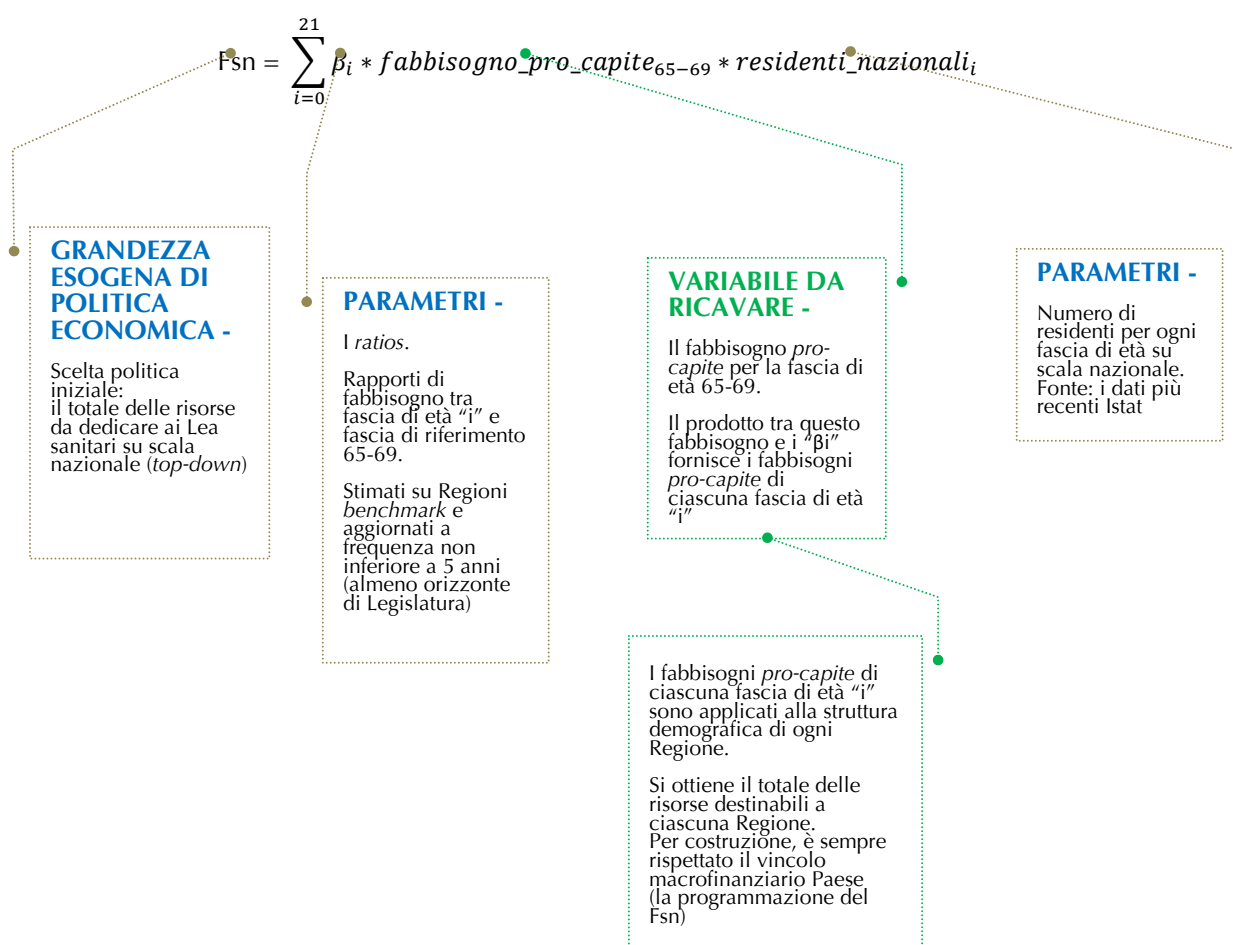 21
Fsn = ∑ βᵢ * fabbisogno_pro_capite₆₅₋₆₉ * residenti_nazionaliᵢ
i=0
GRANDEZZA
ESOGENA DI
POLITICA
ECONOMICA -
Scelta politica
iniziale:
il totale delle risorse
da dedicare ai Lea
sanitari su scala
nazionale (top-down)
PARAMETRI -
I ratios.
Rapporti di
fabbisogno tra
fascia di età “i” e
fascia di riferimento
65-69.
Stimati su Regioni
benchmark e
aggiornati a
frequenza non
inferiore a 5 anni
(almeno orizzonte
di Legislatura)
VARIABILE DA
RICAVARE -
Il fabbisogno pro-
capite per la fascia di
età 65-69.
Il prodotto tra questo
fabbisogno e i “βi”
fornisce i fabbisogni
pro-capite di
ciascuna fascia di età
“i”
PARAMETRI -
Numero di
residenti per ogni
fascia di età su
scala nazionale.
Fonte: i dati più
recenti Istat
I fabbisogni pro-capite di
ciascuna fascia di età “i”
sono applicati alla struttura
demografica di ogni
Regione.
Si ottiene il totale delle
risorse destinabili a
ciascuna Regione.
Per costruzione, è sempre
rispettato il vincolo
macrofinanziario Paese
(la programmazione del
Fsn)